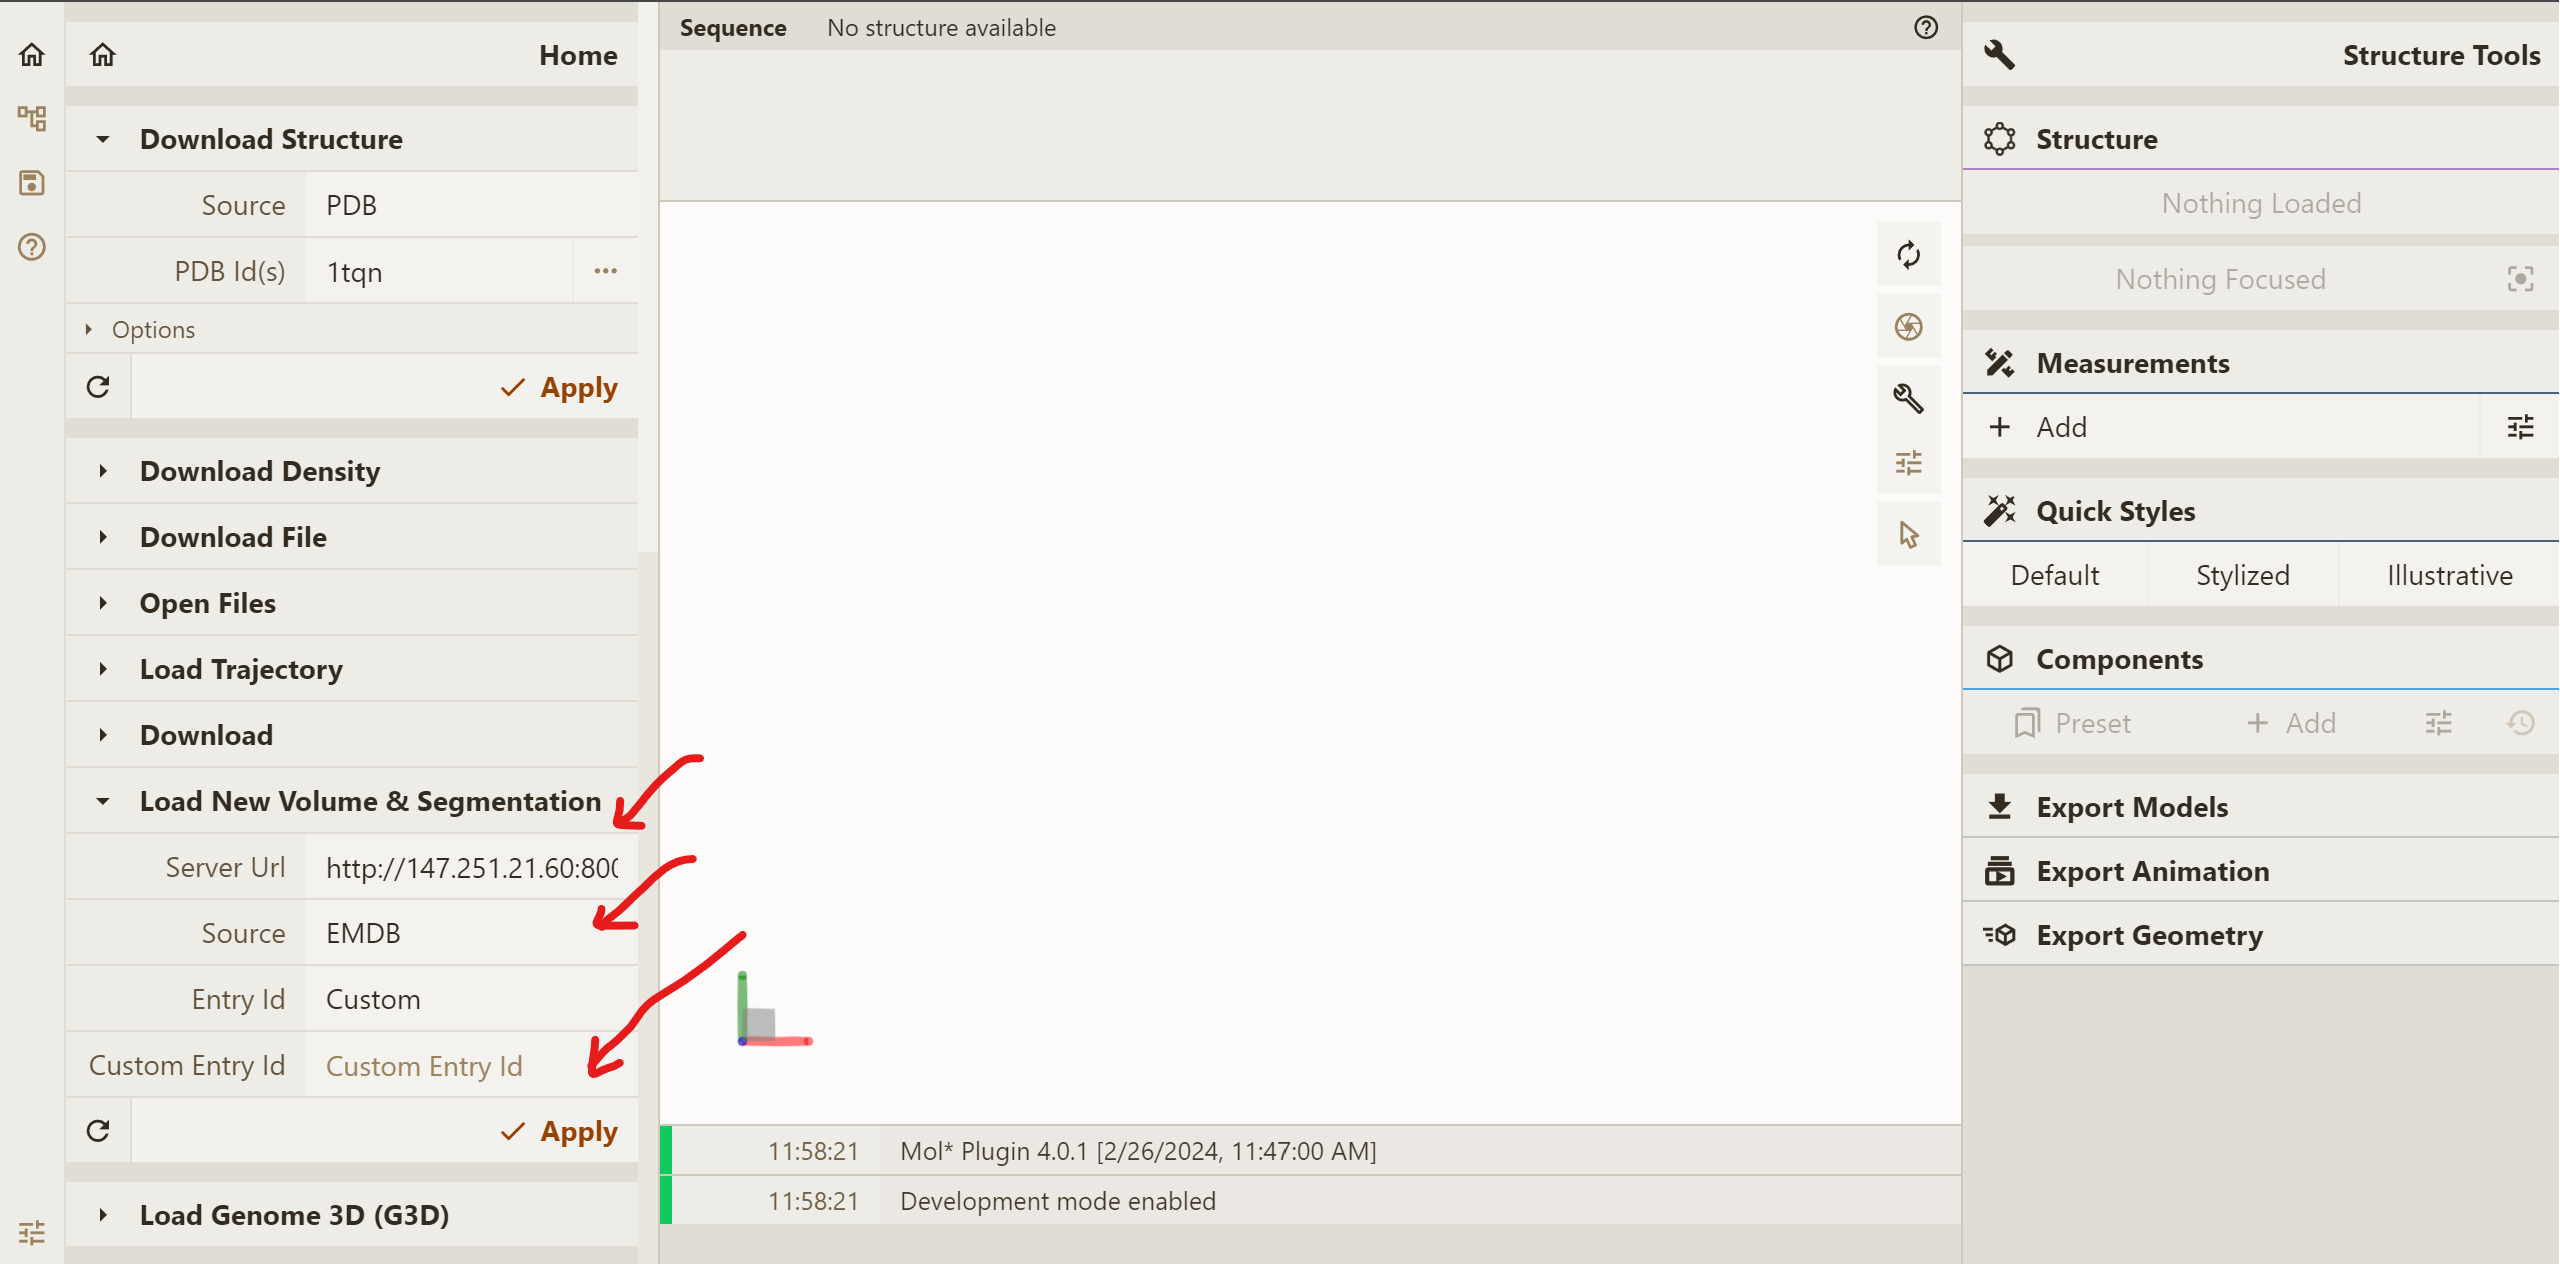 Home
Download Structure
Source PDB
PDB Id(s) 1tqn
Options
Apply
Download Density
Download File
Open Files
Load Trajectory
Download
Load New Volume & Segmentation
Server Url http://147.251.21.60:800
Source EMDB
Entry Id Custom
Custom Entry Id Custom Entry Id
Apply
Load Genome 3D (G3D)
Sequence No structure available
11:58:21 Mol* Plugin 4.0.1 [2/26/2024, 11:47:00 AM]
11:58:21 Development mode enabled
Structure Tools
Structure
Nothing Loaded
Nothing Focused
Measurements
Add
Quick Styles
Default Stylized Illustrative
Components
Preset Add
Export Models
Export Animation
Export Geometry